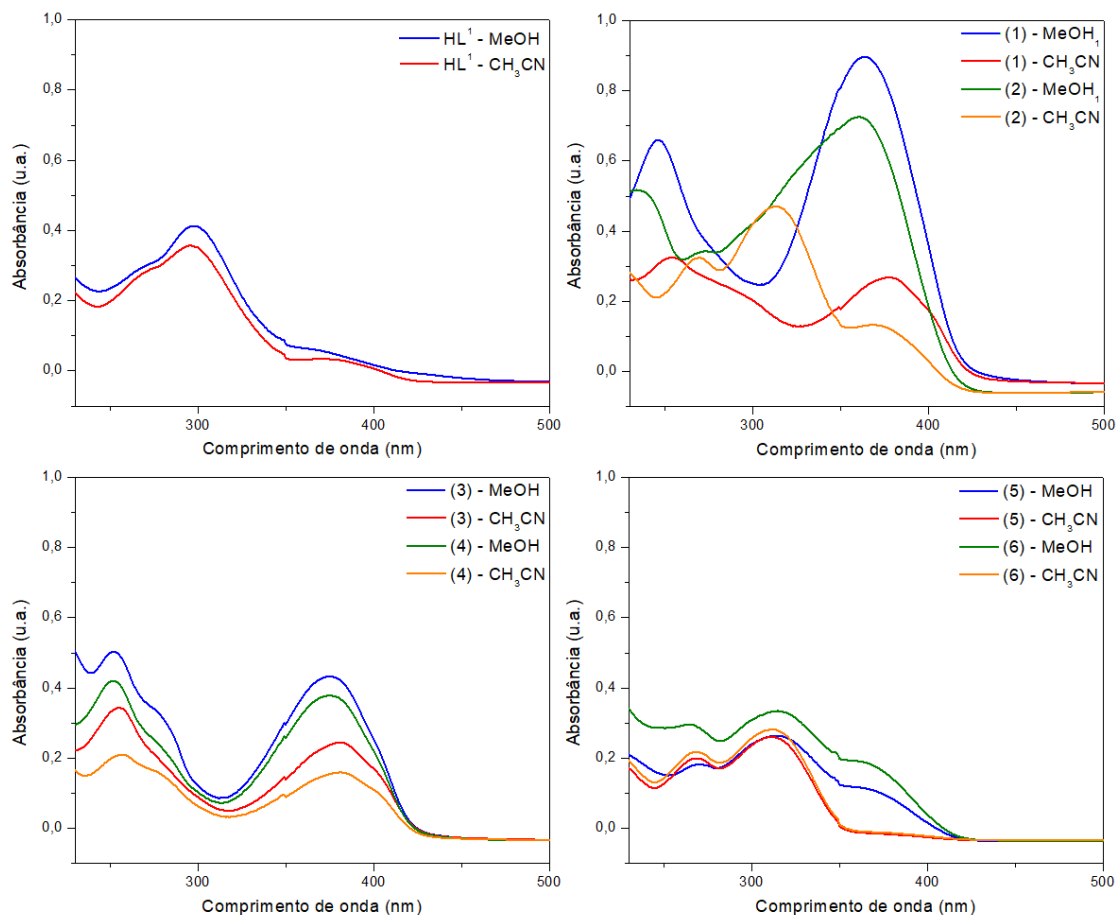 1,0
0,8
0,6
0,4
0,2
0,0
Absorbância (u.a.)
HL¹ - MeOH
HL¹ - CH₃CN
300
400
500
Comprimento de onda (nm)
1,0
0,8
0,6
0,4
0,2
0,0
Absorbância (u.a.)
(1) - MeOH₁
(1) - CH₃CN
(2) - MeOH₁
(2) - CH₃CN
300
400
500
Comprimento de onda (nm)
1,0
0,8
0,6
0,4
0,2
0,0
Absorbância (u.a.)
(3) - MeOH
(3) - CH₃CN
(4) - MeOH
(4) - CH₃CN
300
400
500
Comprimento de onda (nm)
1,0
0,8
0,6
0,4
0,2
0,0
Absorbância (u.a.)
(5) - MeOH
(5) - CH₃CN
(6) - MeOH
(6) - CH₃CN
300
400
500
Comprimento de onda (nm)